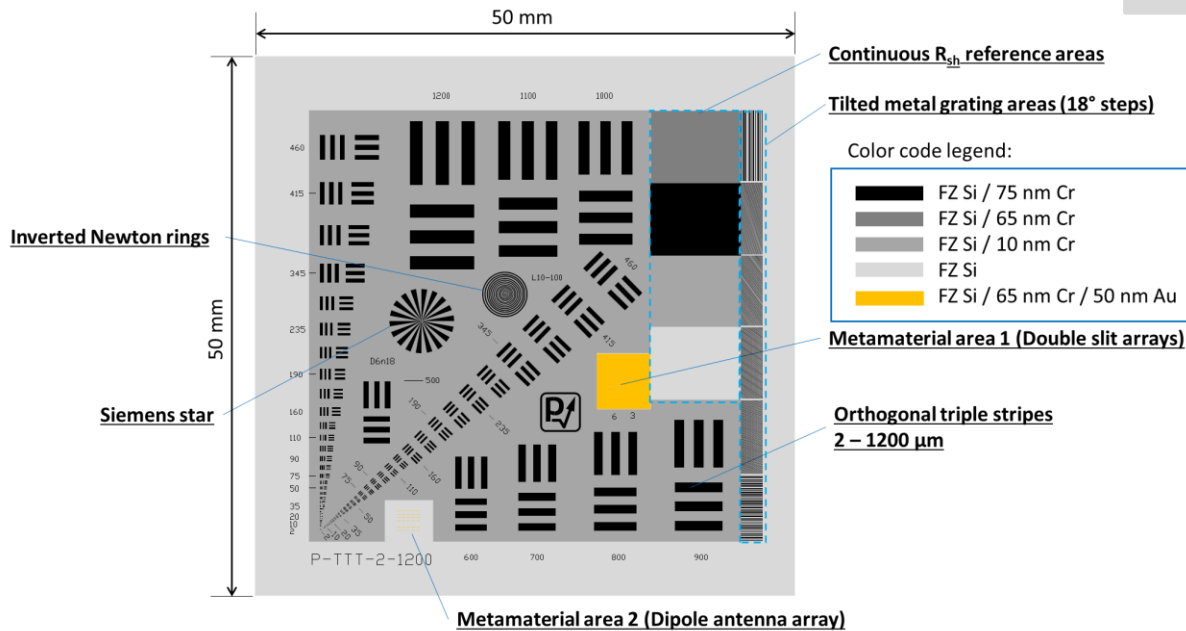 50 mm
50 mm
Continuous Rsh reference areas
Tilted metal grating areas (18° steps)
Color code legend:
FZ Si / 75 nm Cr
FZ Si / 65 nm Cr
FZ Si / 10 nm Cr
FZ Si
FZ Si / 65 nm Cr / 50 nm Au
Metamaterial area 1 (Double slit arrays)
Orthogonal triple stripes
2 – 1200 µm
Inverted Newton rings
Siemens star
Metamaterial area 2 (Dipole antenna array)
1200
1100
1000
460
415
345
235
190
160
110
90
75
50
35
20
10
2
L10-100
D6n18
500
460
415
345
235
190
160
110
90
75
50
35
20
10
2
6 3
P
600
700
800
900
P-TTT-2-1200